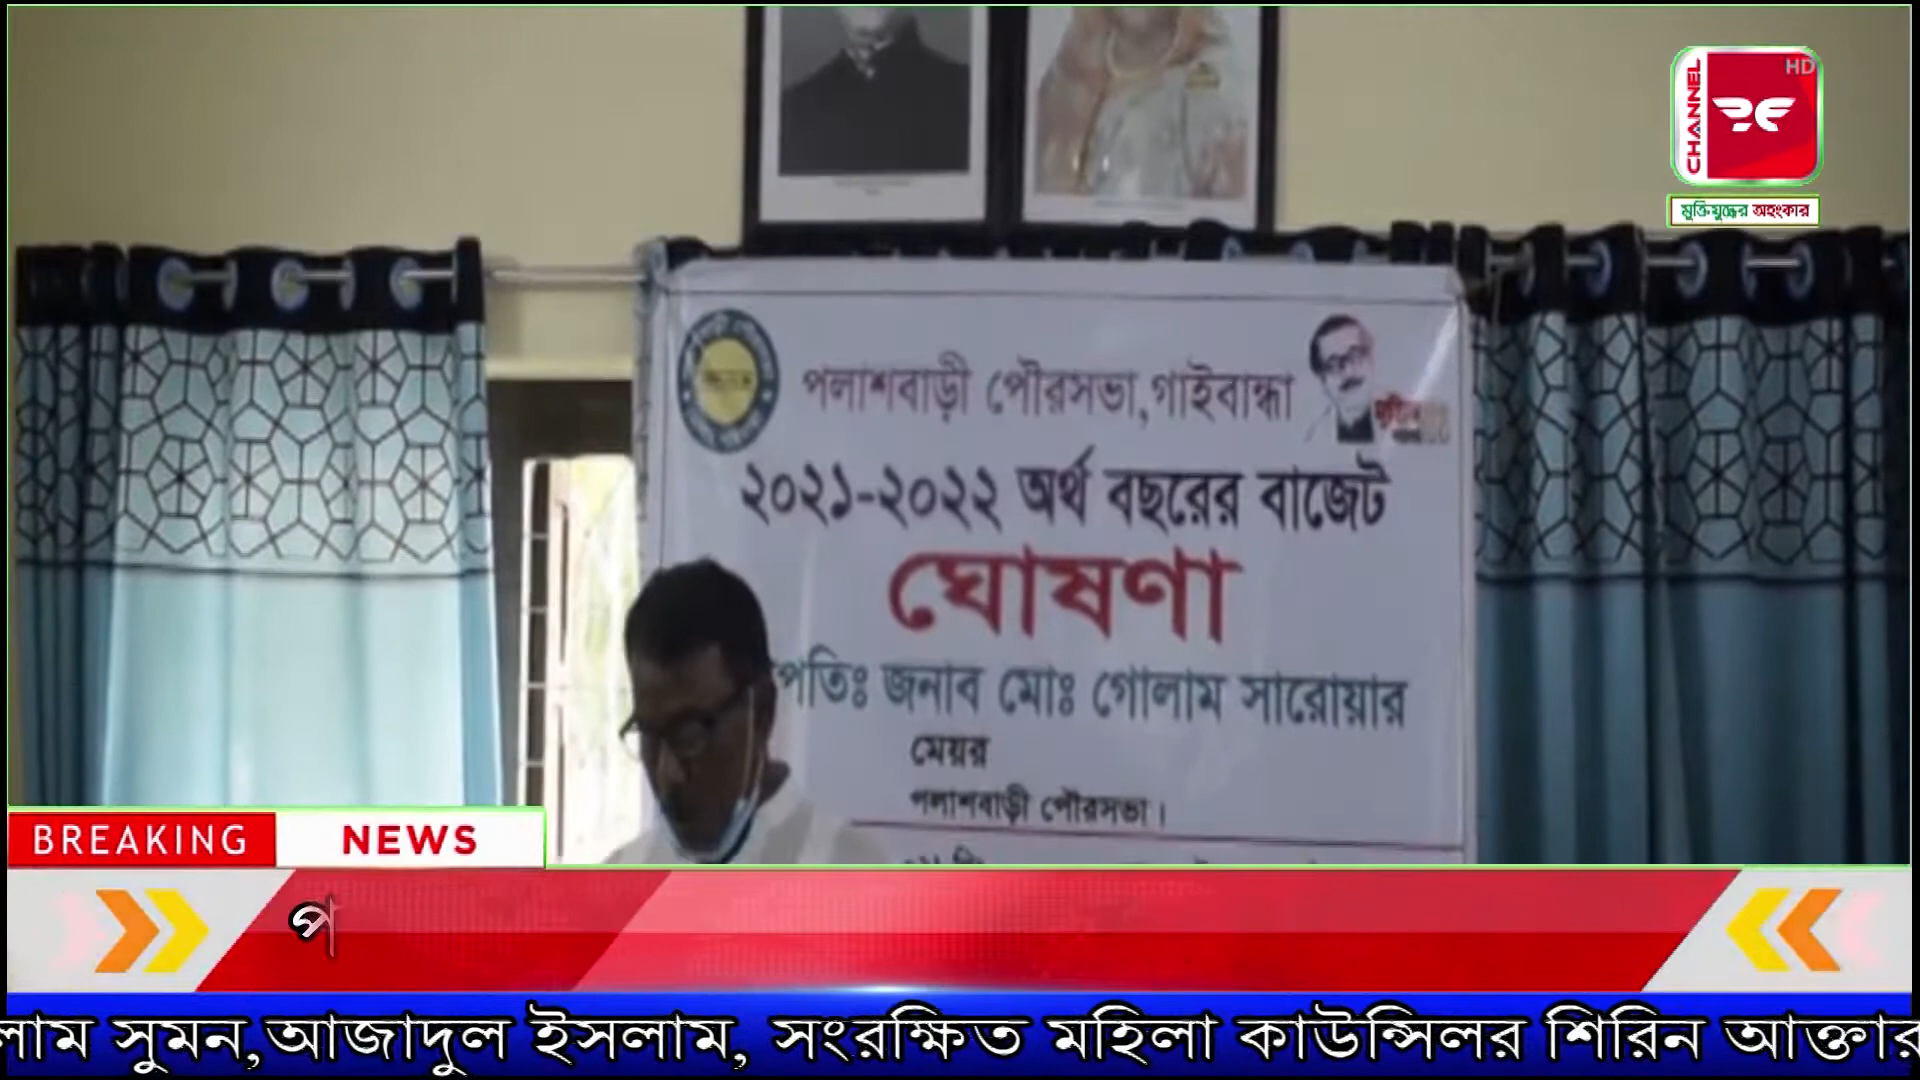 HD
CHANNEL
মুক্তিযুদ্ধের অহংকার
পলাশবাড়ী পৌরসভা,গাইবান্ধা
২০২১-২০২২ অর্থ বছরের বাজেট
ঘোষণা
পতিঃ জনাব মোঃ গোলাম সারোয়ার
মেয়র
পলাশবাড়ী পৌরসভা।
BREAKING NEWS
প
লাম সুমন,আজাদুল ইসলাম, সংরক্ষিত মহিলা কাউন্সিলর শিরিন আক্তার